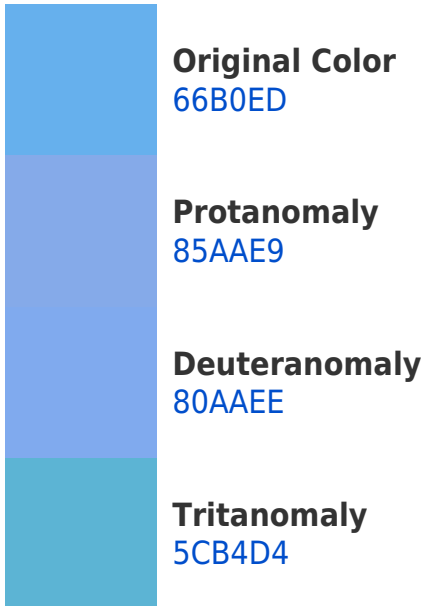 Original Color
66B0ED
Protanomaly
85AAE9
Deuteranomaly
80AAEE
Tritanomaly
5CB4D4